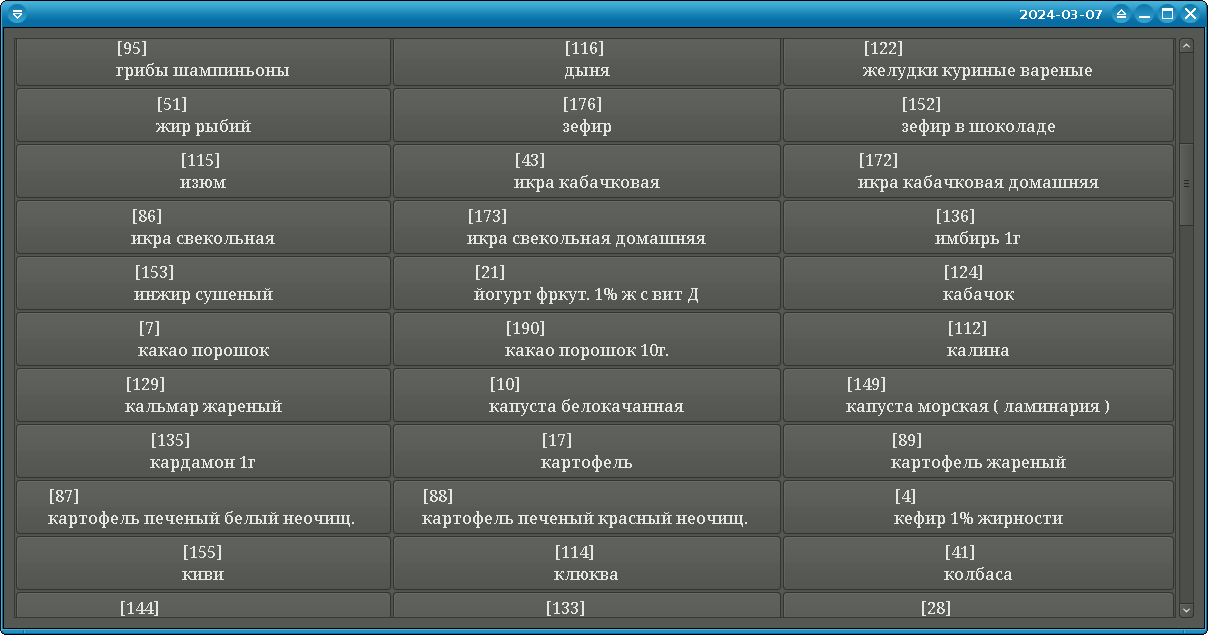 2024-03-07
[95]
грибы шампиньоны
[116]
дыня
[122]
желудки куриные вареные
[51]
жир рыбий
[176]
зефир
[152]
зефир в шоколаде
[115]
изюм
[43]
икра кабачковая
[172]
икра кабачковая домашняя
[86]
икра свекольная
[173]
икра свекольная домашняя
[136]
имбирь 1г
[153]
инжир сушеный
[21]
йогурт фркут. 1% ж с вит Д
[124]
кабачок
[7]
какао порошок
[190]
какао порошок 10г.
[112]
калина
[129]
кальмар жареный
[10]
капуста белокачанная
[149]
капуста морская ( ламинария )
[135]
кардамон 1г
[17]
картофель
[89]
картофель жареный
[87]
картофель печеный белый неочищ.
[88]
картофель печеный красный неочищ.
[4]
кефир 1% жирности
[155]
киви
[114]
клюква
[41]
колбаса
[144]
[133]
[28]